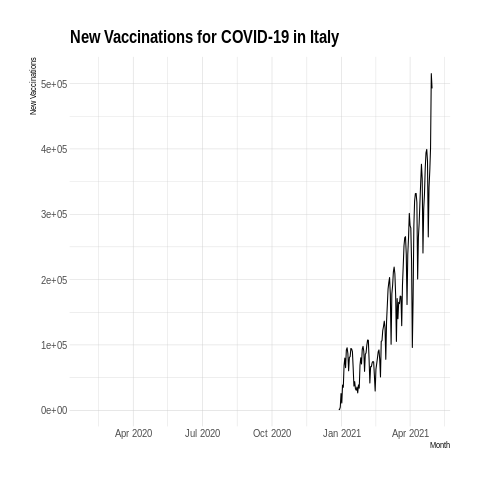 New Vaccinations for COVID-19 in Italy
New Vaccinations
5e+05
4e+05
3e+05
2e+05
1e+05
0e+00
Apr 2020 Jul 2020 Oct 2020 Jan 2021 Apr 2021
Month